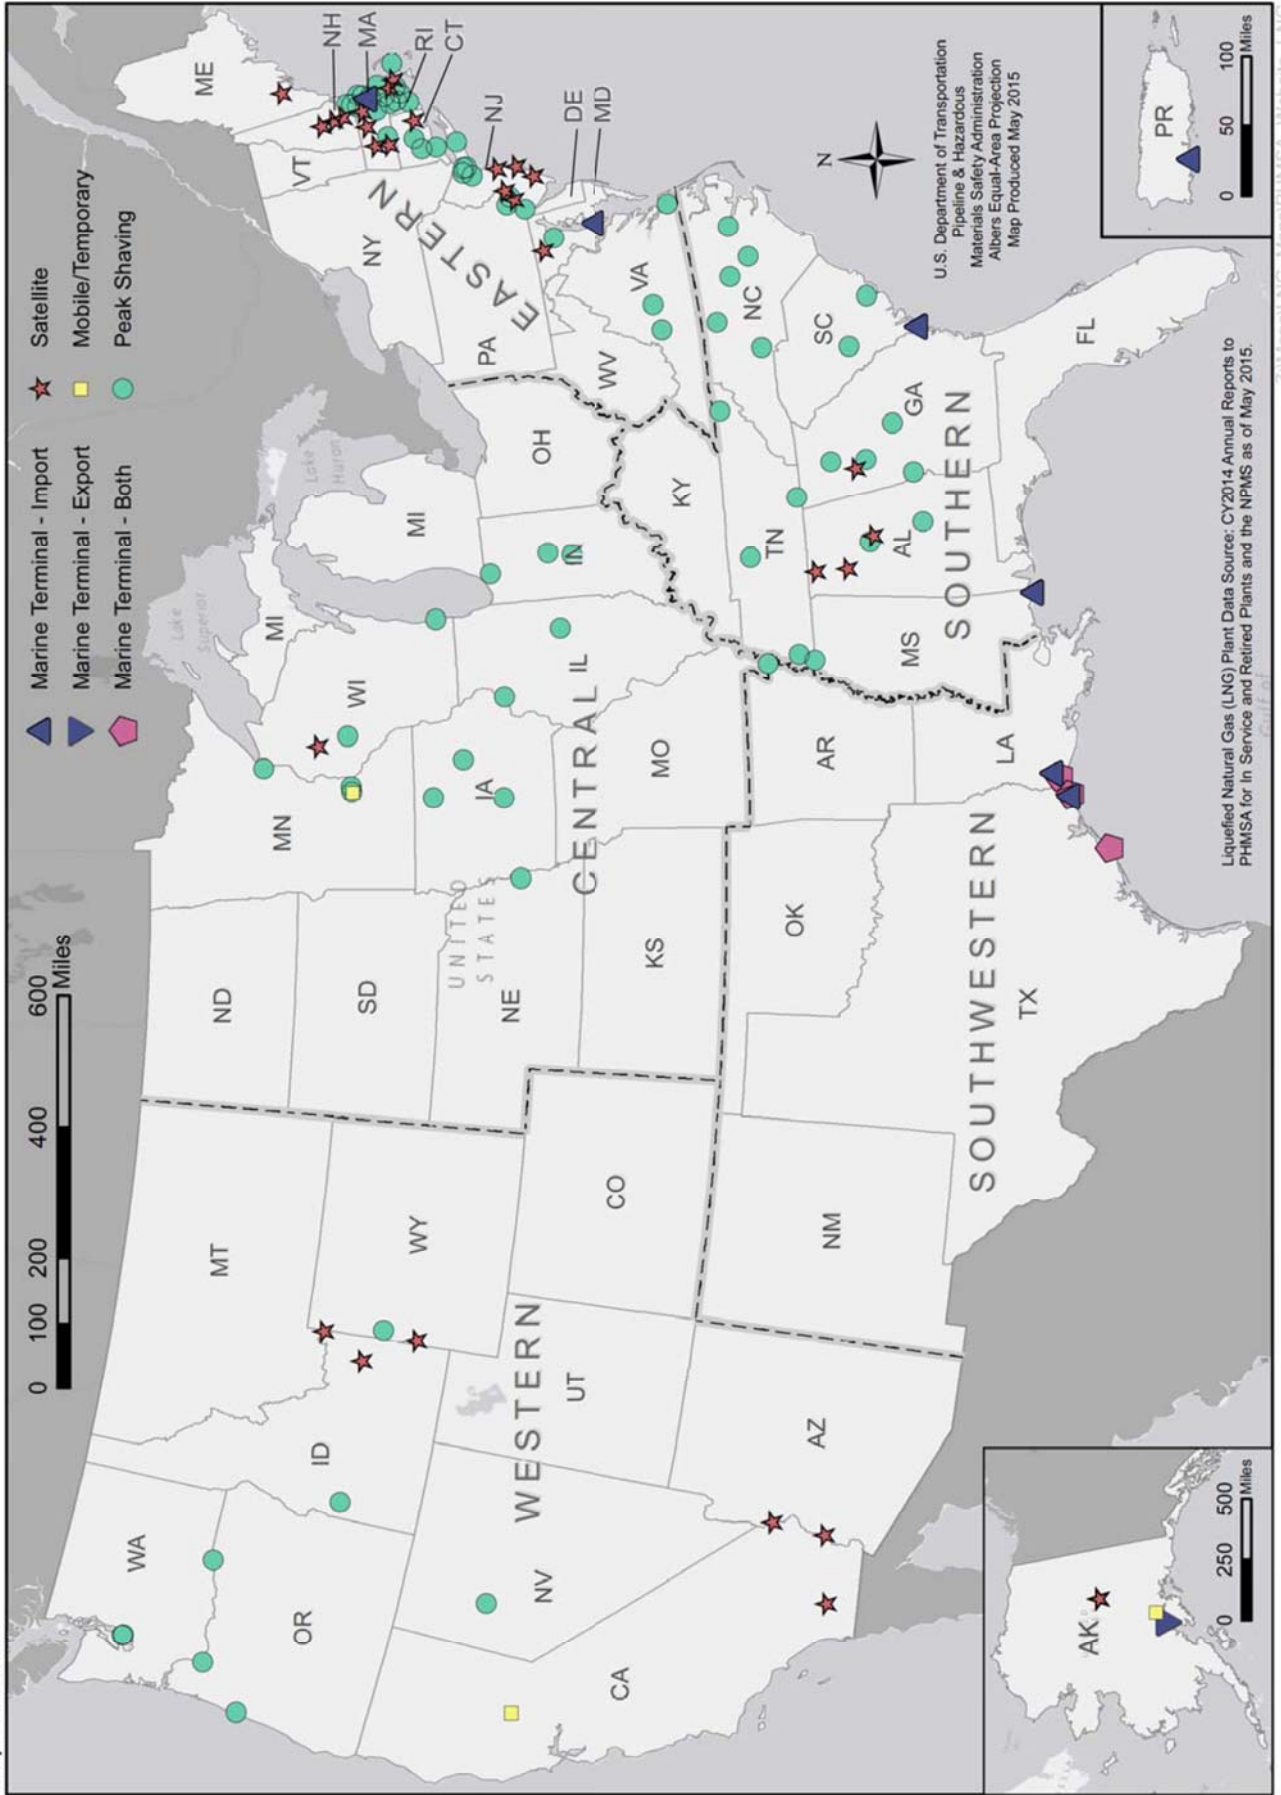 Marine Terminal - Import
Marine Terminal - Export
Marine Terminal - Both
Satellite
Mobile/Temporary
Peak Shaving
0 100 200 400 600
Miles
WA
OR
CA
NV
ID
MT
WY
UT
CO
AZ
NM
WESTERN
ND
SD
NE
KS
MN
IA
MO
WI
IL
MI
MI
IN
OH
CENTRAL
UNITED
STATES
Lake
Superior
Lake
Huron
OK
TX
AR
LA
SOUTHWESTERN
KY
TN
MS
AL
GA
FL
SC
NC
SOUTHERN
VA
WV
PA
NY
VT
ME
NH
MA
RI
CT
NJ
DE
MD
EASTERN
Gulf of
N
U.S. Department of Transportation
Pipeline & Hazardous
Materials Safety Administration
Albers Equal-Area Projection
Map Produced May 2015
Liquefied Natural Gas (LNG) Plant Data Source: CY2014 Annual Reports to
PHMSA for In Service and Retired Plants and the NPMS as of May 2015.
AK
0 250 500
Miles
PR
0 50 100
Miles